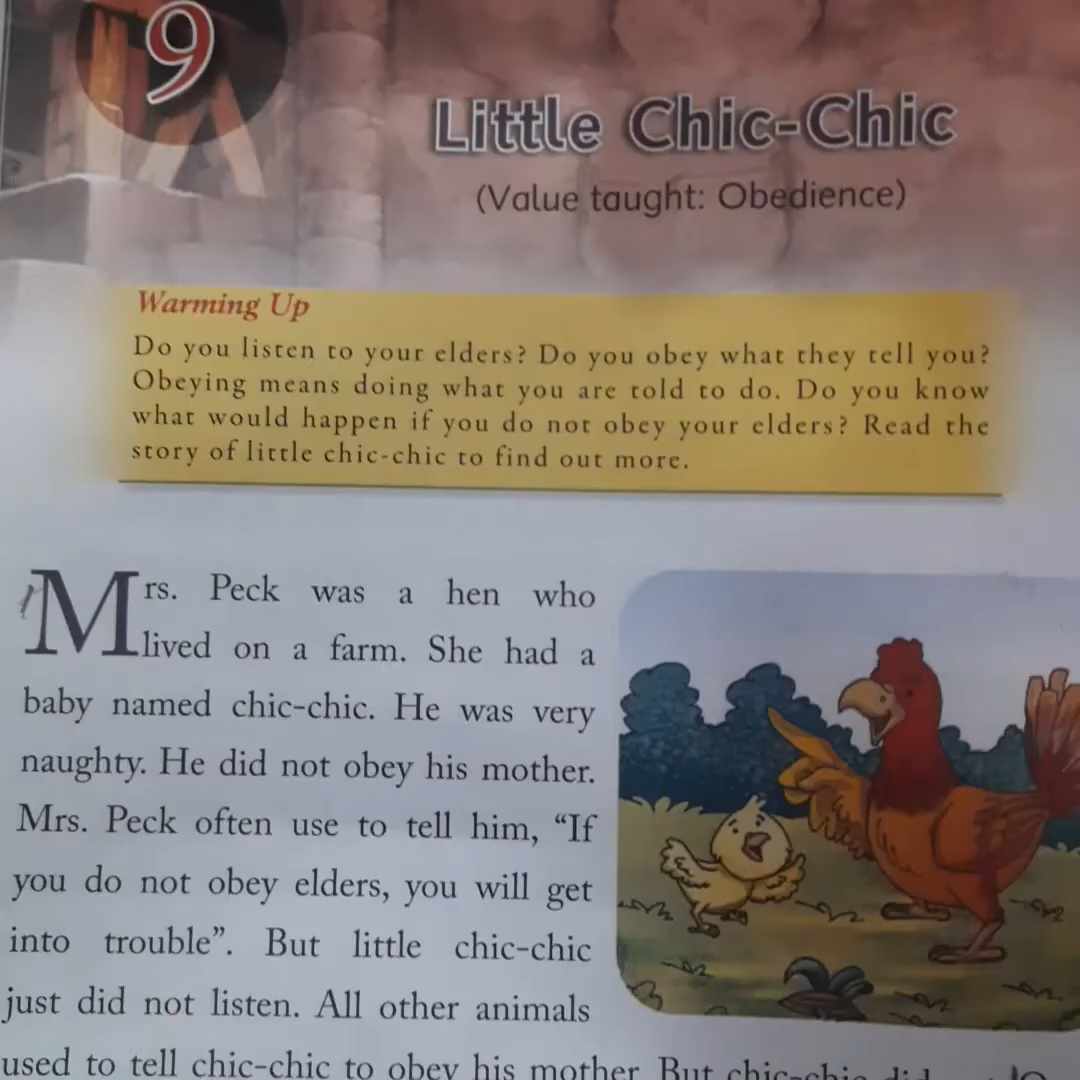 9
Little Chic-Chic
(Value taught: Obedience)
Warming Up
Do you listen to your elders? Do you obey what they tell you?
Obeying means doing what you are told to do. Do you know
what would happen if you do not obey your elders? Read the
story of little chic-chic to find out more.
Mrs. Peck was a hen who
lived on a farm. She had a
baby named chic-chic. He was very
naughty. He did not obey his mother.
Mrs. Peck often use to tell him, “If
you do not obey elders, you will get
into trouble”. But little chic-chic
just did not listen. All other animals
used to tell chic-chic to obey his mother. But chic-chic did